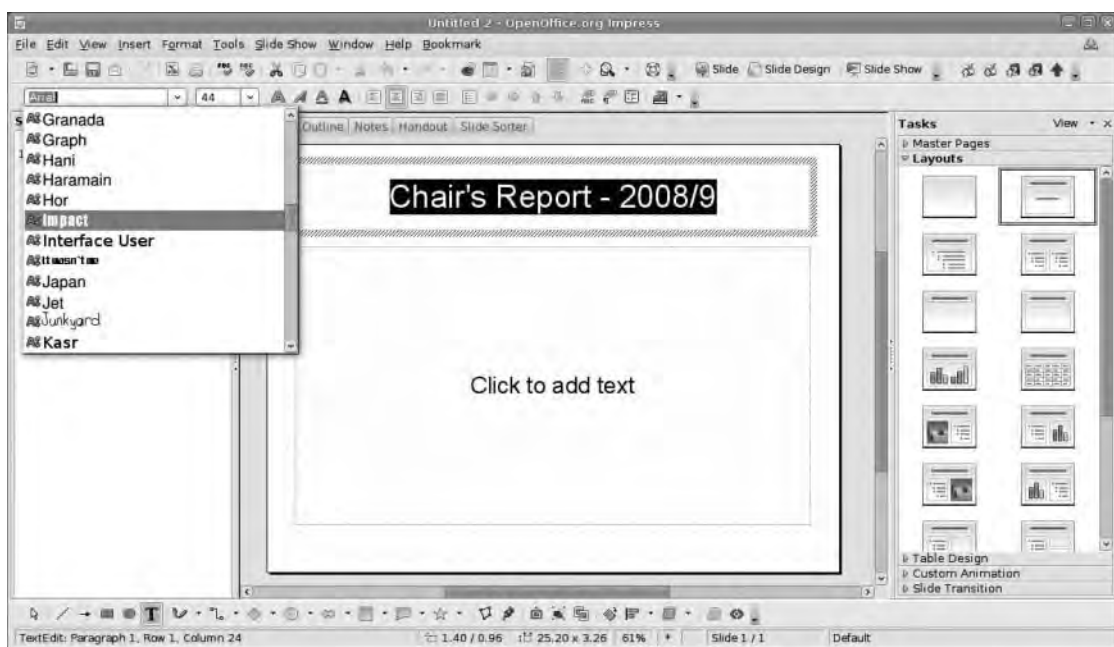 Untitled 2 - OpenOffice.org Impress
File Edit View Insert Format Tools Slide Show Window Help Bookmark
Slide Slide Design Slide Show
Arial 44
Outline Notes Handout Slide Sorter
Granada
Graph
Hani
Haramain
Hor
Impact
Interface User
It wasn't me
Japan
Jet
Junkyard
Kasr
Chair's Report - 2008/9
Click to add text
Tasks View
Master Pages
Layouts
Table Design
Custom Animation
Slide Transition
TextEdit: Paragraph 1, Row 1, Column 24 1.40 / 0.96 25.20 x 3.26 61% * Slide 1 / 1 Default